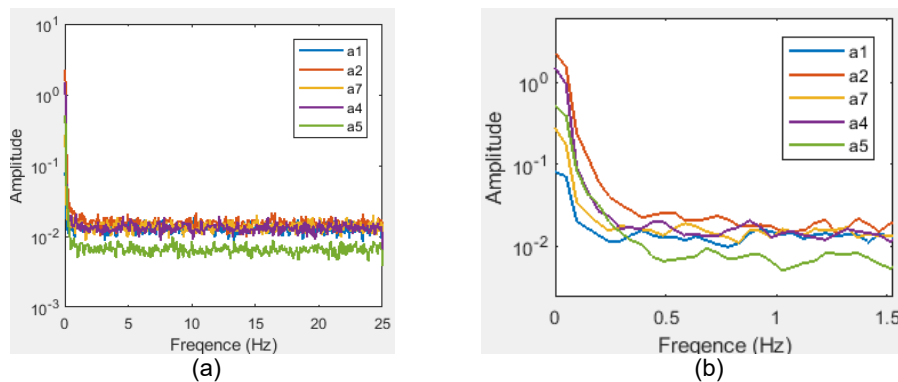 10^1
10^0
10^-1
10^-2
10^-3
Amplitude
0 5 10 15 20 25
Freqence (Hz)
a1
a2
a7
a4
a5
(a)
10^0
10^-1
10^-2
Amplitude
0 0.5 1 1.5
Freqence (Hz)
a1
a2
a7
a4
a5
(b)